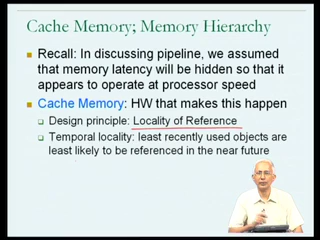 Cache Memory; Memory Hierarchy
Recall: In discussing pipeline, we assumed
that memory latency will be hidden so that it
appears to operate at processor speed
Cache Memory: HW that makes this happen
Design principle: Locality of Reference
Temporal locality: least recently used objects are
least likely to be referenced in the near future